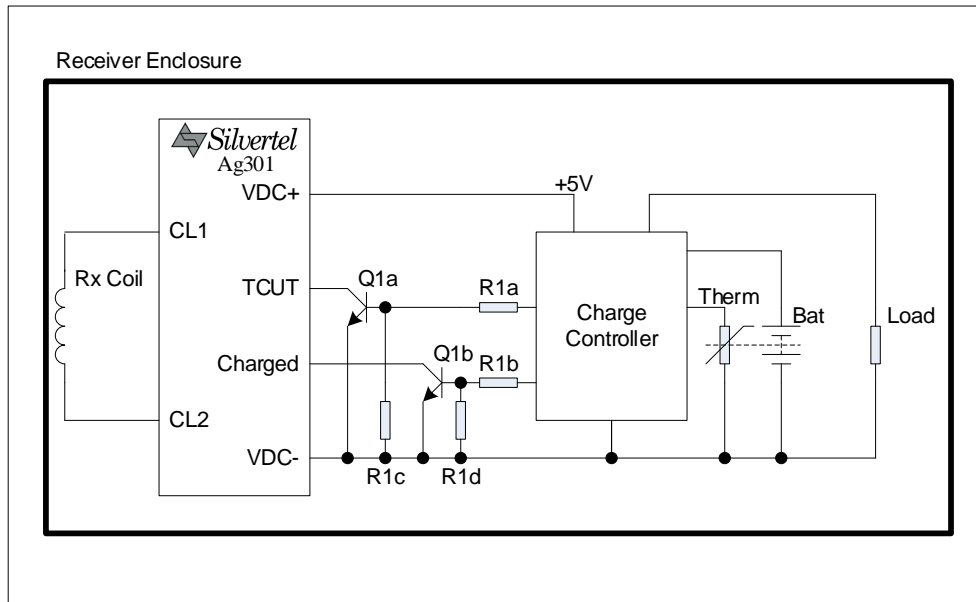 Receiver Enclosure
Silvertel
Ag301
VDC+
+5V
CL1
Rx Coil
TCUT
Q1a
R1a
Therm
Charge
Controller
Bat
Load
Charged
Q1b
R1b
CL2
VDC-
R1c
R1d